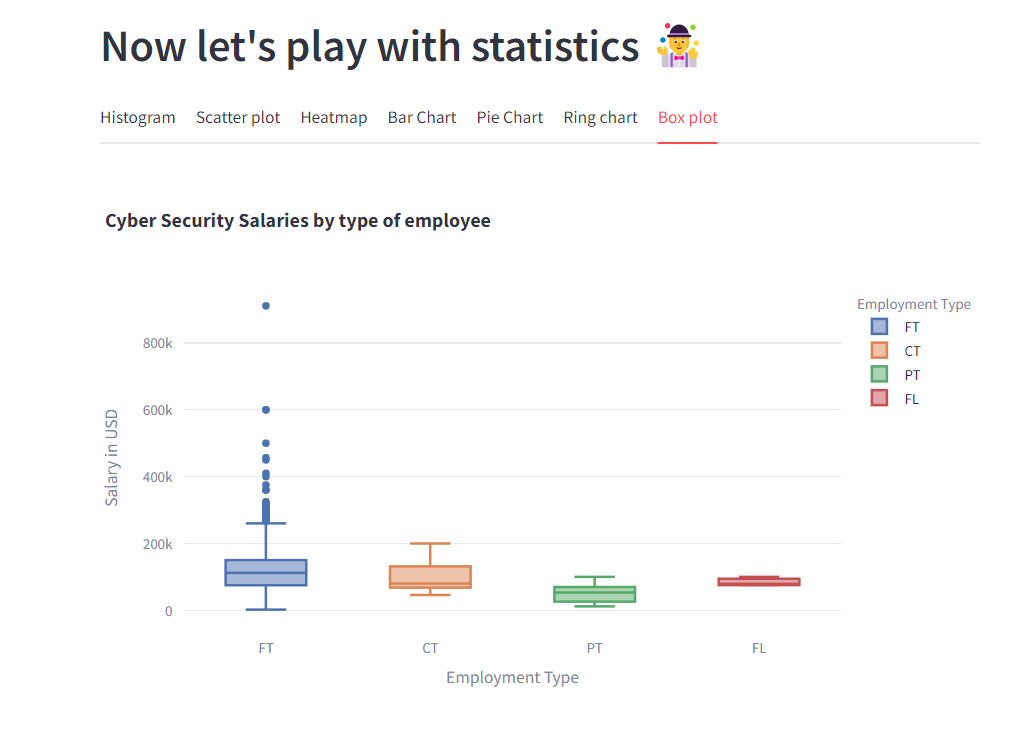 Now let's play with statistics
Histogram Scatter plot Heatmap Bar Chart Pie Chart Ring chart Box plot
Cyber Security Salaries by type of employee
Employment Type
FT
CT
PT
FL
800k
600k
400k
200k
0
Salary in USD
FT CT PT FL
Employment Type